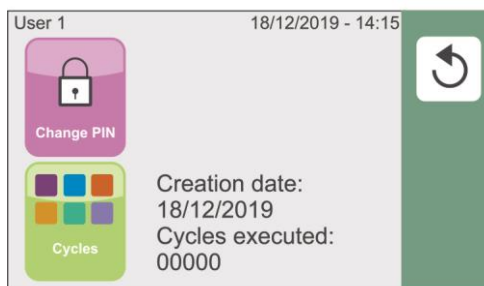 User 1
18/12/2019 - 14:15
Change PIN
Creation date:
18/12/2019
Cycles executed:
00000
Cycles